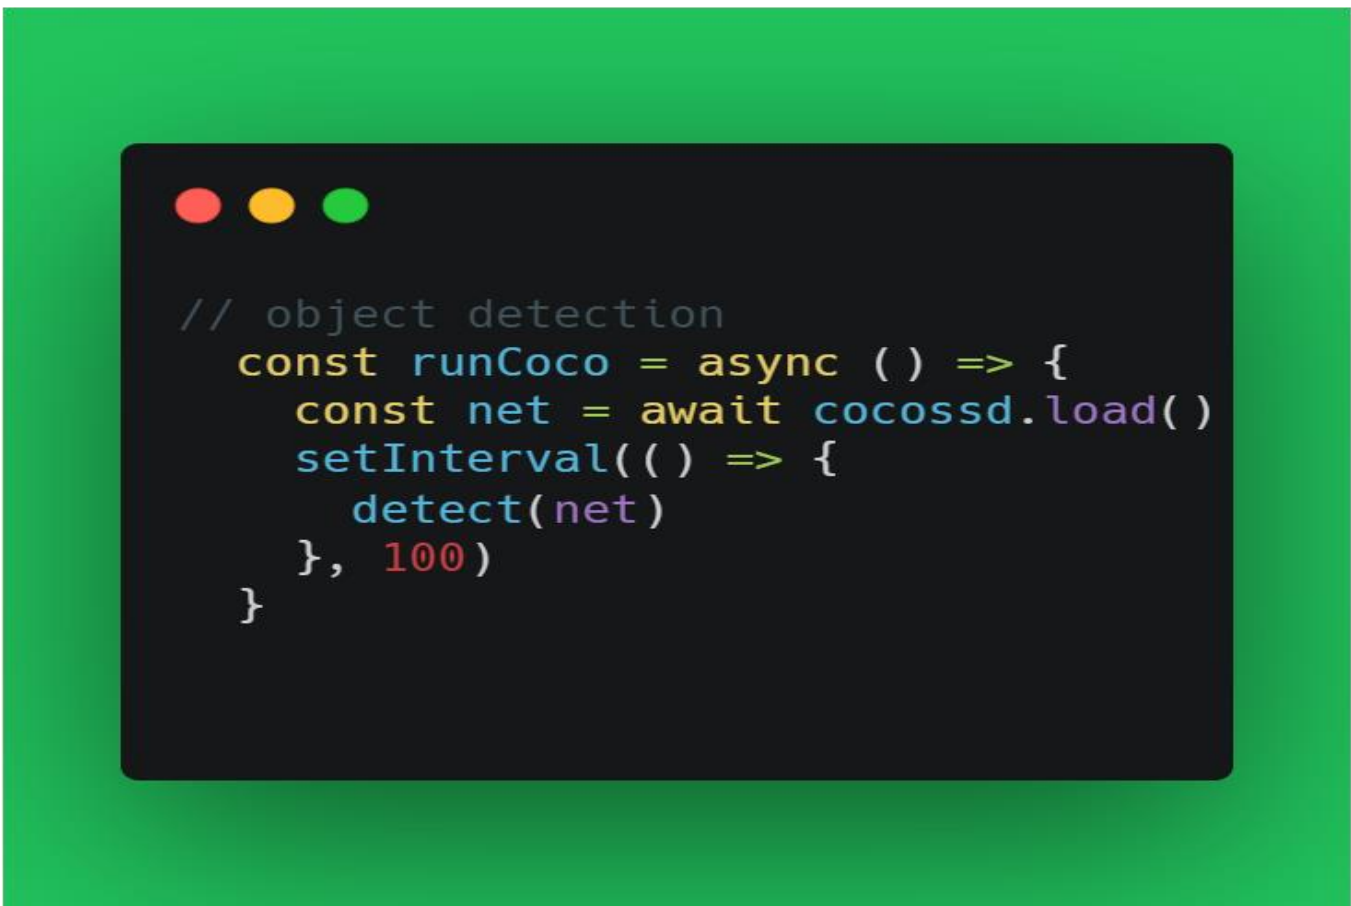 // object detection
const runCoco = async () => {
const net = await cocossd.load()
setInterval(() => {
detect(net)
}, 100)
}